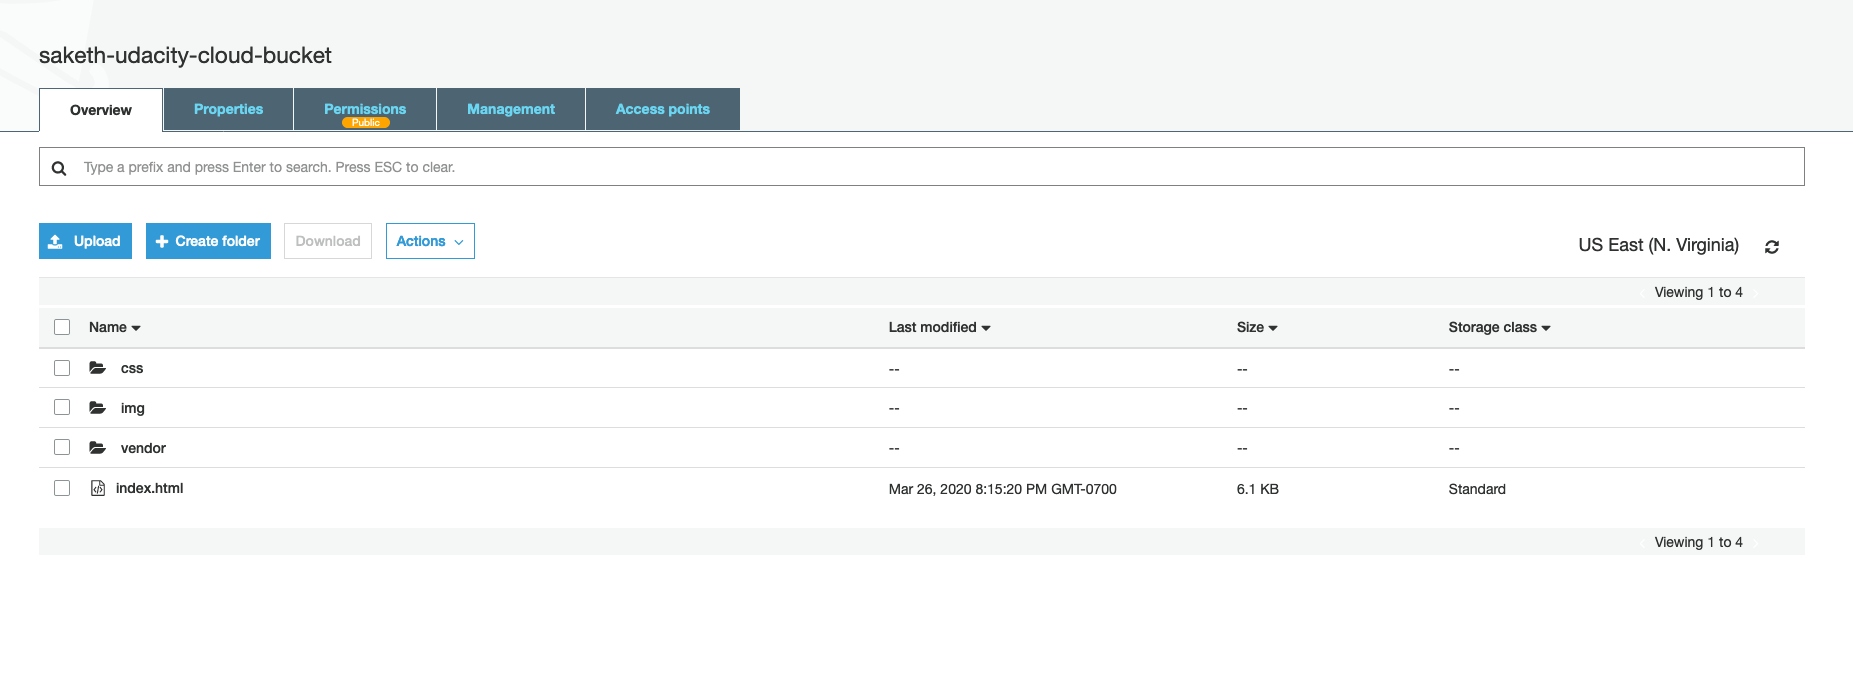 saketh-udacity-cloud-bucket
Overview Properties Permissions Management Access points
Public
Type a prefix and press Enter to search. Press ESC to clear.
Upload Create folder Download Actions US East (N. Virginia)
Viewing 1 to 4
Name Last modified Size Storage class
css -- -- --
img -- -- --
vendor -- -- --
index.html Mar 26, 2020 8:15:20 PM GMT-0700 6.1 KB Standard
Viewing 1 to 4